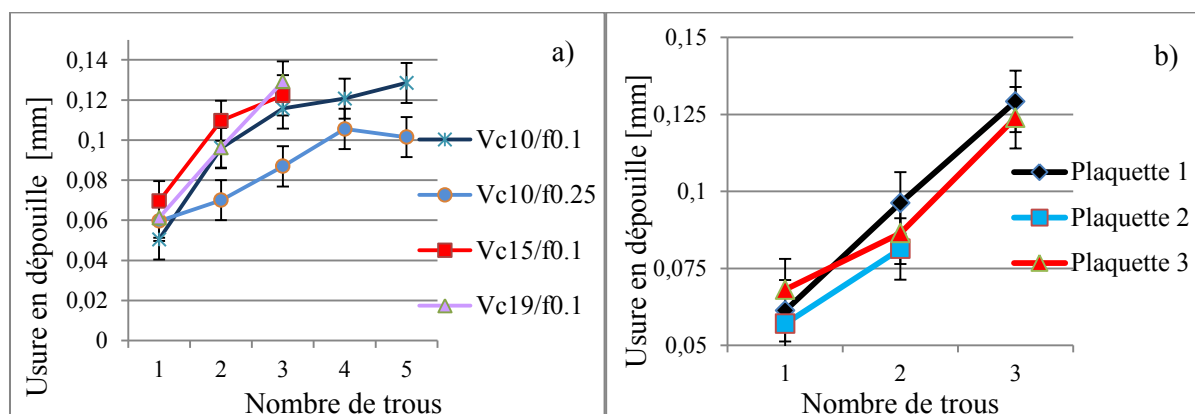 a)
Usure en dépouille [mm]
0,14
0,12
0,1
0,08
0,06
0,04
0,02
0
1 2 3 4 5
Nombre de trous
Vc10/f0.1
Vc10/f0.25
Vc15/f0.1
Vc19/f0.1
b)
Usure en dépouille [mm]
0,15
0,125
0,1
0,075
0,05
1 2 3
Nombre de trous
Plaquette 1
Plaquette 2
Plaquette 3